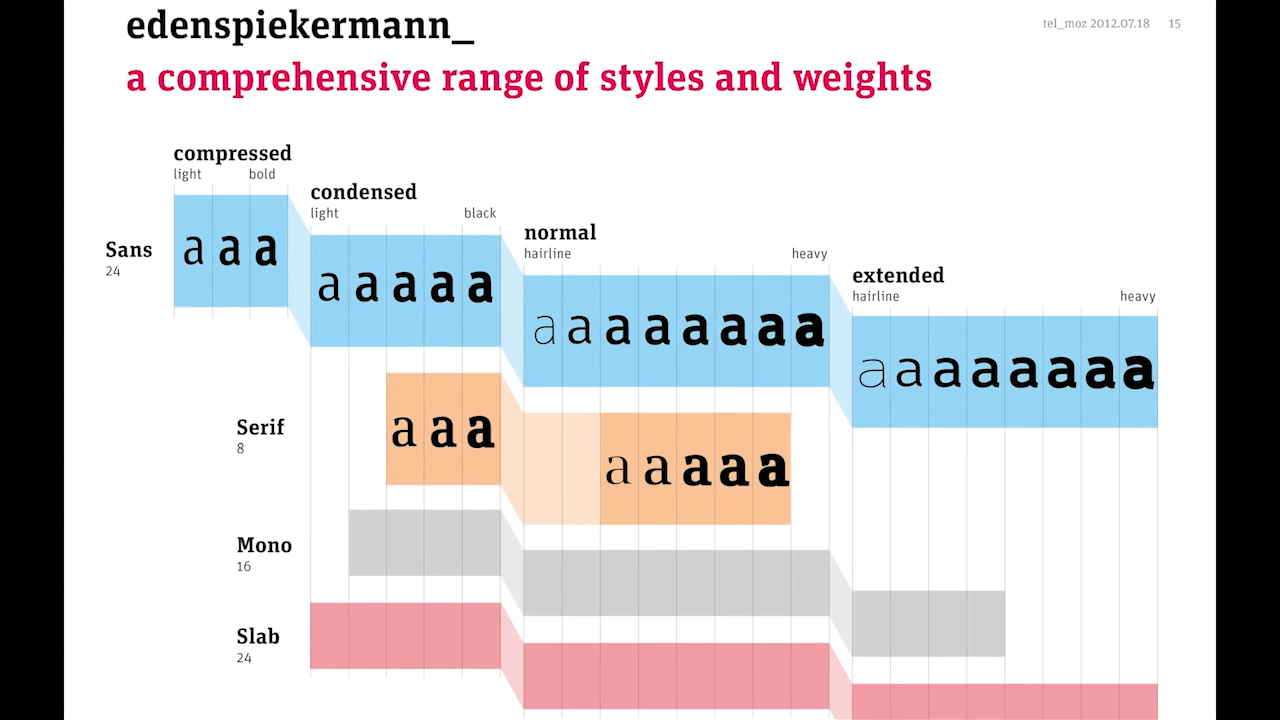 edenspiekermann_
tel_moz 2012.07.18 15
a comprehensive range of styles and weights
compressed
light bold
condensed
light black
normal
hairline heavy
extended
hairline heavy
Sans
24
a a a
a a a a a
a a a a a a a a
a a a a a a a a
Serif
8
a a a
a a a a a
Mono
16
Slab
24